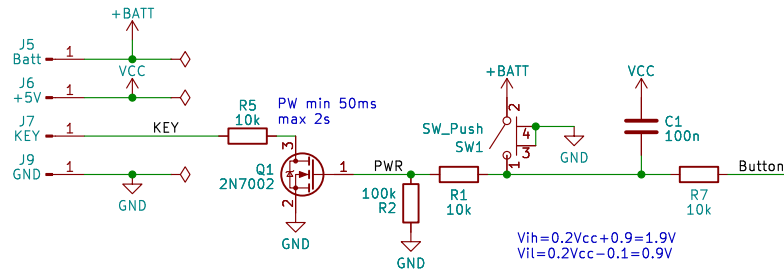 +BATT
J5
Batt
1
VCC
J6
+5V
1
J7
KEY
1
KEY
R5
10k
PW min 50ms
max 2s
J9
GND
1
GND
Q1
2N7002
3
1
2
GND
PWR
100k
R2
GND
R1
10k
+BATT
SW_Push
SW1
2
4
3
1
GND
VCC
C1
100n
R7
10k
Button
Vih=0.2Vcc+0.9=1.9V
Vil=0.2Vcc-0.1=0.9V